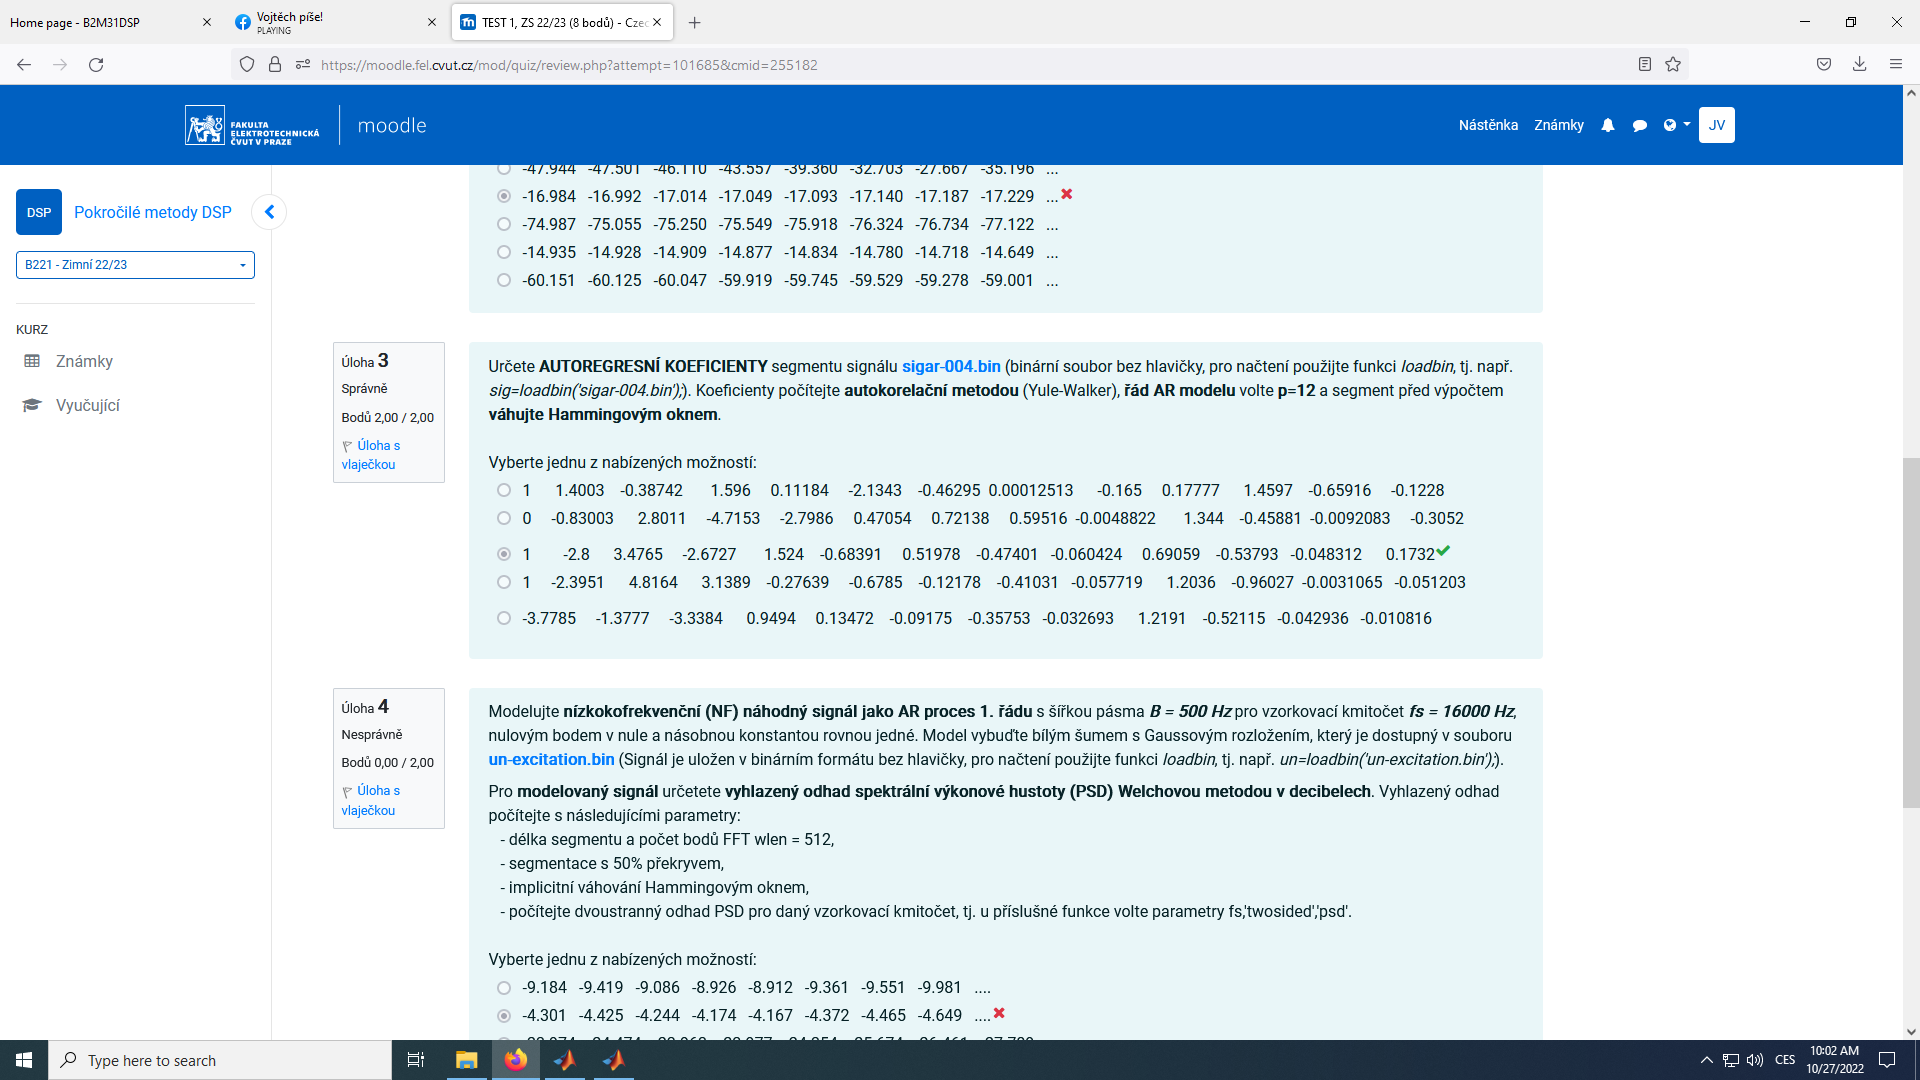 Home page - B2M31DSP
Vojtěch píše!
PLAYING
TEST 1, ZS 22/23 (8 bodů) - Czec
https://moodle.fel.cvut.cz/mod/quiz/review.php?attempt=101685&cmid=255182
FAKULTA
ELEKTROTECHNICKÁ
ČVUT V PRAZE
moodle
Nástěnka Známky JV
DSP Pokročilé metody DSP
B221 - Zimní 22/23
KURZ
Známky
Vyučující
-47.944 -47.501 -46.110 -43.557 -39.360 -32.703 -27.667 -35.196 ...
-16.984 -16.992 -17.014 -17.049 -17.093 -17.140 -17.187 -17.229 ...
-74.987 -75.055 -75.250 -75.549 -75.918 -76.324 -76.734 -77.122 ...
-14.935 -14.928 -14.909 -14.877 -14.834 -14.780 -14.718 -14.649 ...
-60.151 -60.125 -60.047 -59.919 -59.745 -59.529 -59.278 -59.001 ...
Úloha 3
Správně
Bodů 2,00 / 2,00
Úloha s
vlaječkou
Určete AUTOREGRESNÍ KOEFICIENTY segmentu signálu sigar-004.bin (binární soubor bez hlavičky, pro načtení použijte funkci loadbin, tj. např.
sig=loadbin('sigar-004.bin');). Koeficienty počítejte autokorelační metodou (Yule-Walker), řád AR modelu volte p=12 a segment před výpočtem
váhujte Hammingovým oknem.
Vyberte jednu z nabízených možností:
1 1.4003 -0.38742 1.596 0.11184 -2.1343 -0.46295 0.00012513 -0.165 0.17777 1.4597 -0.65916 -0.1228
0 -0.83003 2.8011 -4.7153 -2.7986 0.47054 0.72138 0.59516 -0.0048822 1.344 -0.45881 -0.0092083 -0.3052
1 -2.8 3.4765 -2.6727 1.524 -0.68391 0.51978 -0.47401 -0.060424 0.69059 -0.53793 -0.048312 0.1732
1 -2.3951 4.8164 3.1389 -0.27639 -0.6785 -0.12178 -0.41031 -0.057719 1.2036 -0.96027 -0.0031065 -0.051203
-3.7785 -1.3777 -3.3384 0.9494 0.13472 -0.09175 -0.35753 -0.032693 1.2191 -0.52115 -0.042936 -0.010816
Úloha 4
Nesprávně
Bodů 0,00 / 2,00
Úloha s
vlaječkou
Modelujte nízkokofrekvenční (NF) náhodný signál jako AR proces 1. řádu s šířkou pásma B = 500 Hz pro vzorkovací kmitočet fs = 16000 Hz,
nulovým bodem v nule a násobnou konstantou rovnou jedné. Model vybuďte bílým šumem s Gaussovým rozložením, který je dostupný v souboru
un-excitation.bin (Signál je uložen v binárním formátu bez hlavičky, pro načtení použijte funkci loadbin, tj. např. un=loadbin('un-excitation.bin');).
Pro modelovaný signál určetete vyhlazený odhad spektrální výkonové hustoty (PSD) Welchovou metodou v decibelech. Vyhlazený odhad
počítejte s následujícími parametry:
- délka segmentu a počet bodů FFT wlen = 512,
- segmentace s 50% překryvem,
- implicitní váhování Hammingovým oknem,
- počítejte dvoustranný odhad PSD pro daný vzorkovací kmitočet, tj. u příslušné funkce volte parametry fs,'twosided','psd'.
Vyberte jednu z nabízených možností:
-9.184 -9.419 -9.086 -8.926 -8.912 -9.361 -9.551 -9.981 ....
-4.301 -4.425 -4.244 -4.174 -4.167 -4.372 -4.465 -4.649 ....
Type here to search
CES
10:02 AM
10/27/2022